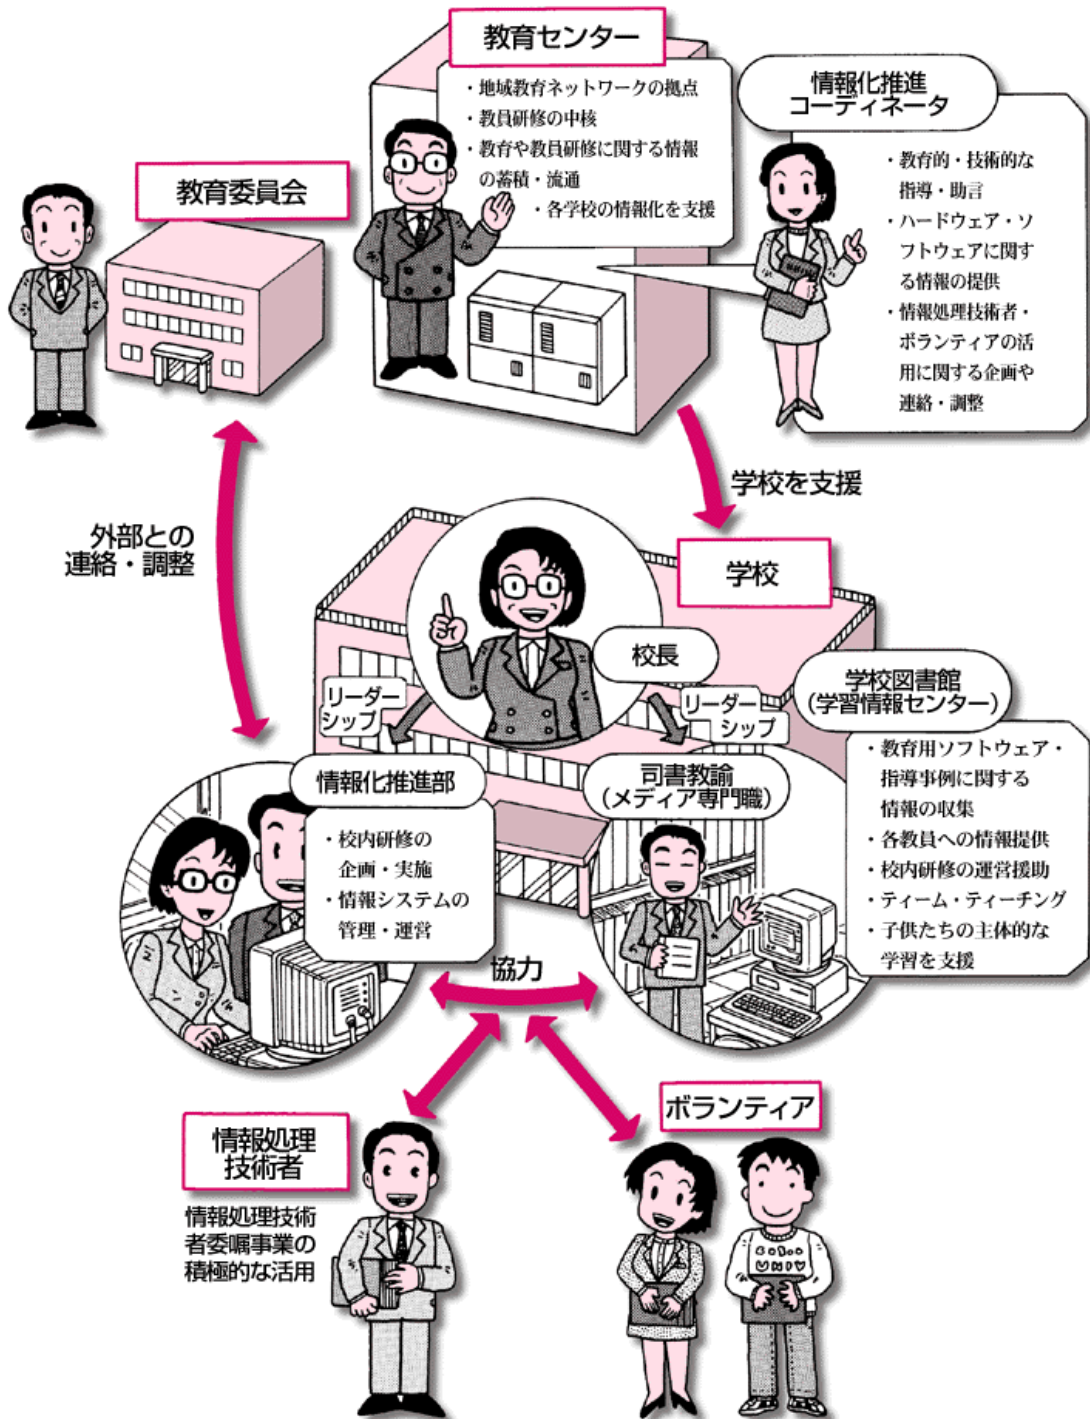 教育センター
・地域教育ネットワークの拠点
・教員研修の中核
・教育や教員研修に関する情報
の蓄積・流通
・各学校の情報化を支援
情報化推進
コーディネータ
・教育的・技術的な
指導・助言
・ハードウェア・ソ
フトウェアに関す
る情報の提供
・情報処理技術者・
ボランティアの活
用に関する企画や
連絡・調整
教育委員会
学校を支援
外部との
連絡・調整
学校
校長
リーダー
シップ
リーダー
シップ
学校図書館
(学習情報センター)
・教育用ソフトウェア・
指導事例に関する
情報の収集
・各教員への情報提供
・校内研修の運営援助
・ティーム・ティーチング
・子供たちの主体的な
学習を支援
情報化推進部
・校内研修の
企画・実施
・情報システムの
管理・運営
司書教諭
(メディア専門職)
協力
情報処理
技術者
情報処理技術
者委嘱事業の
積極的な活用
ボランティア
UNIV